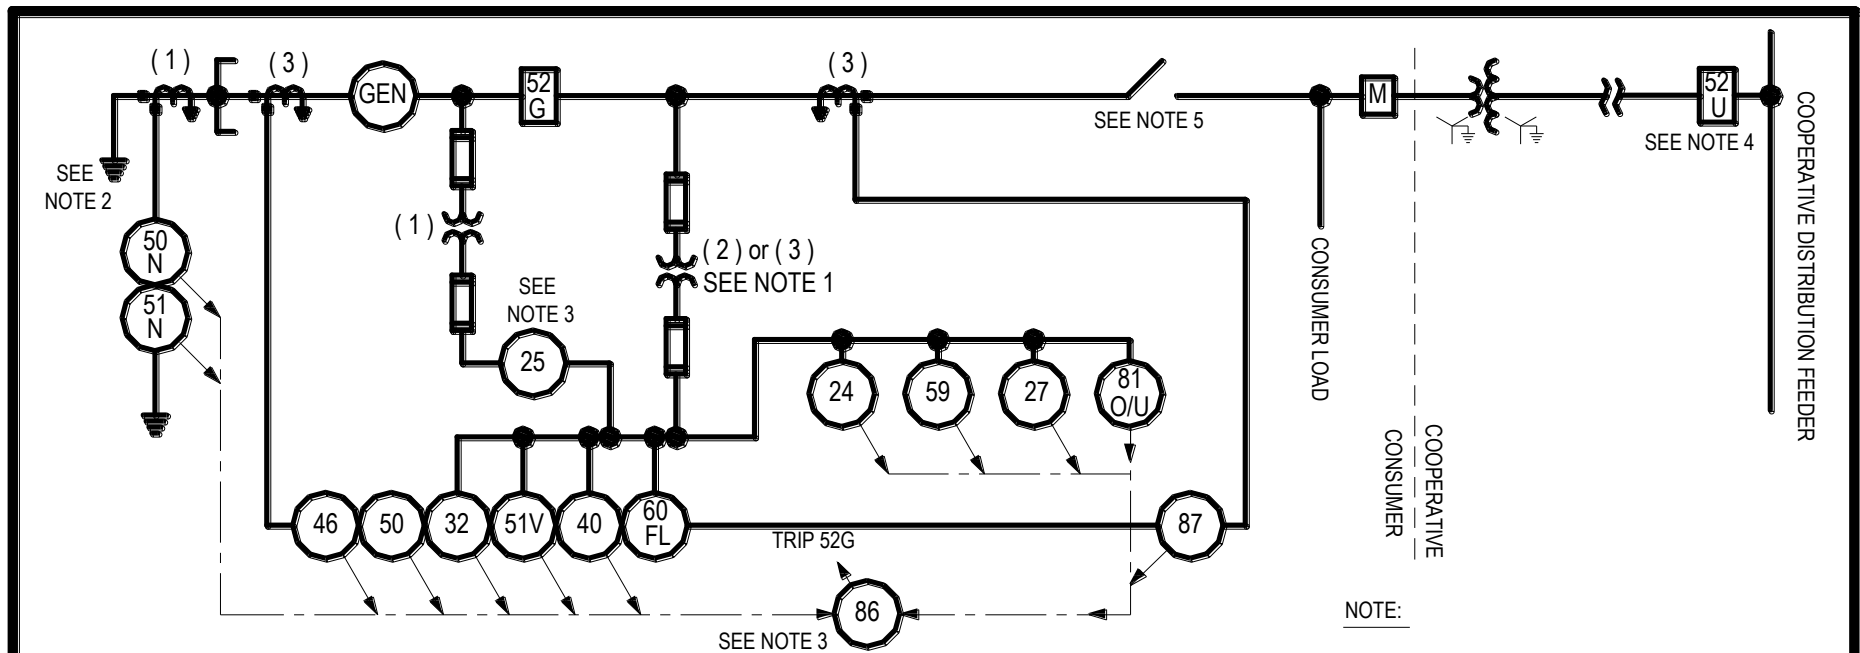 ( 1 )
( 3 )
GEN
52
G
( 3 )
SEE NOTE 5
M
52
U
SEE NOTE 4
SEE
NOTE 2
50
N
51
N
( 1 )
SEE
NOTE 3
25
( 2 ) or ( 3 )
SEE NOTE 1
24
59
27
81
O/U
CONSUMER LOAD
CONSUMER
COOPERATIVE
COOPERATIVE DISTRIBUTION FEEDER
46
50
32
51V
40
60
FL
87
TRIP 52G
86
SEE NOTE 3
NOTE: